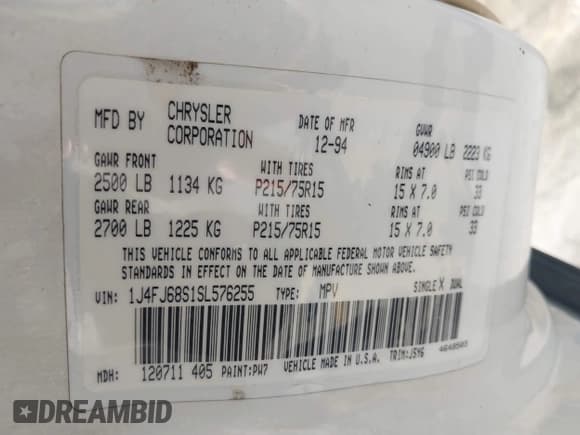 MFD BY CHRYSLER CORPORATION DATE OF MFR 12-94 GVWR 04900 LB 2223 KG
GAWR FRONT WITH TIRES RIMS AT PSI COLD
2500 LB 1134 KG P215/75R15 15 X 7.0 33
GAWR REAR WITH TIRES RIMS AT PSI COLD
2700 LB 1225 KG P215/75R15 15 X 7.0 33
THIS VEHICLE CONFORMS TO ALL APPLICABLE FEDERAL MOTOR VEHICLE SAFETY
STANDARDS IN EFFECT ON THE DATE OF MANUFACTURE SHOWN ABOVE.
VIN: 1J4FJ68S1SL576255 TYPE: MPV SINGLE X DUAL
MDH: 120711 405 PAINT:PW7 VEHICLE MADE IN U.S.A. TRIM:JSY6
DREAMBID